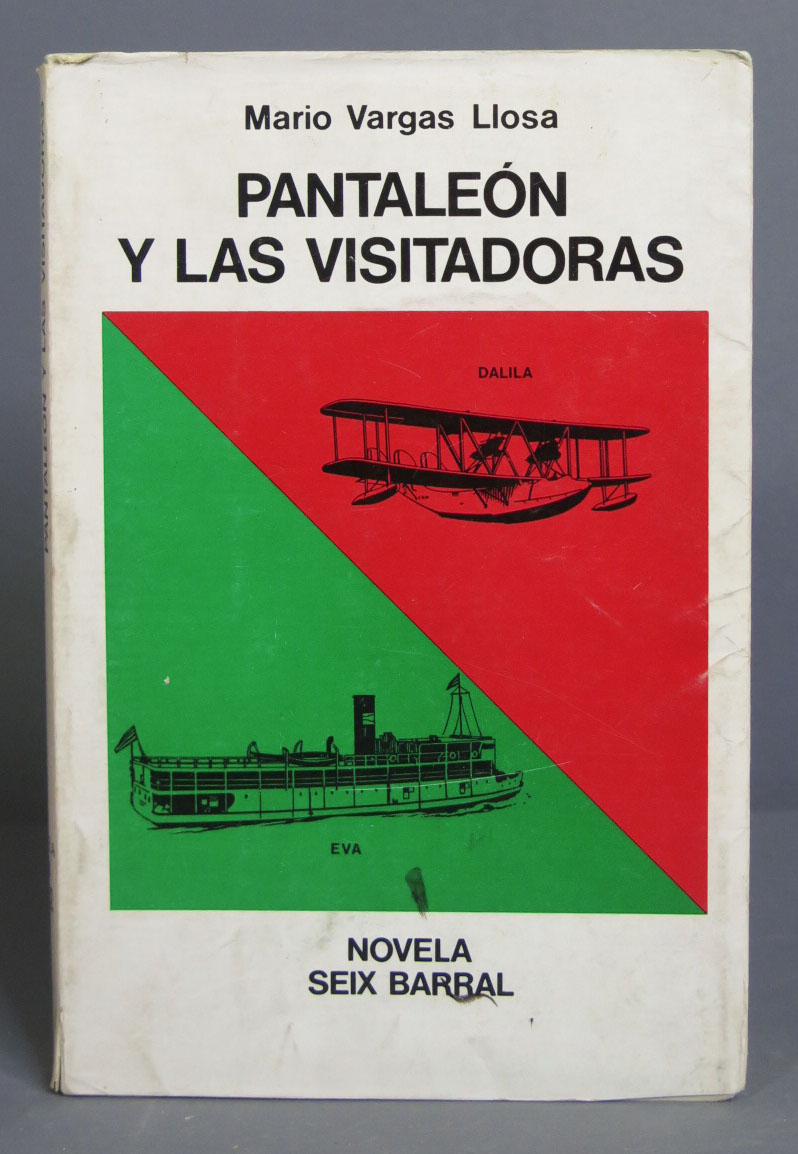 Mario Vargas Llosa
PANTALEÓN
Y LAS VISITADORAS
DALILA
EVA
NOVELA
SEIX BARRAL